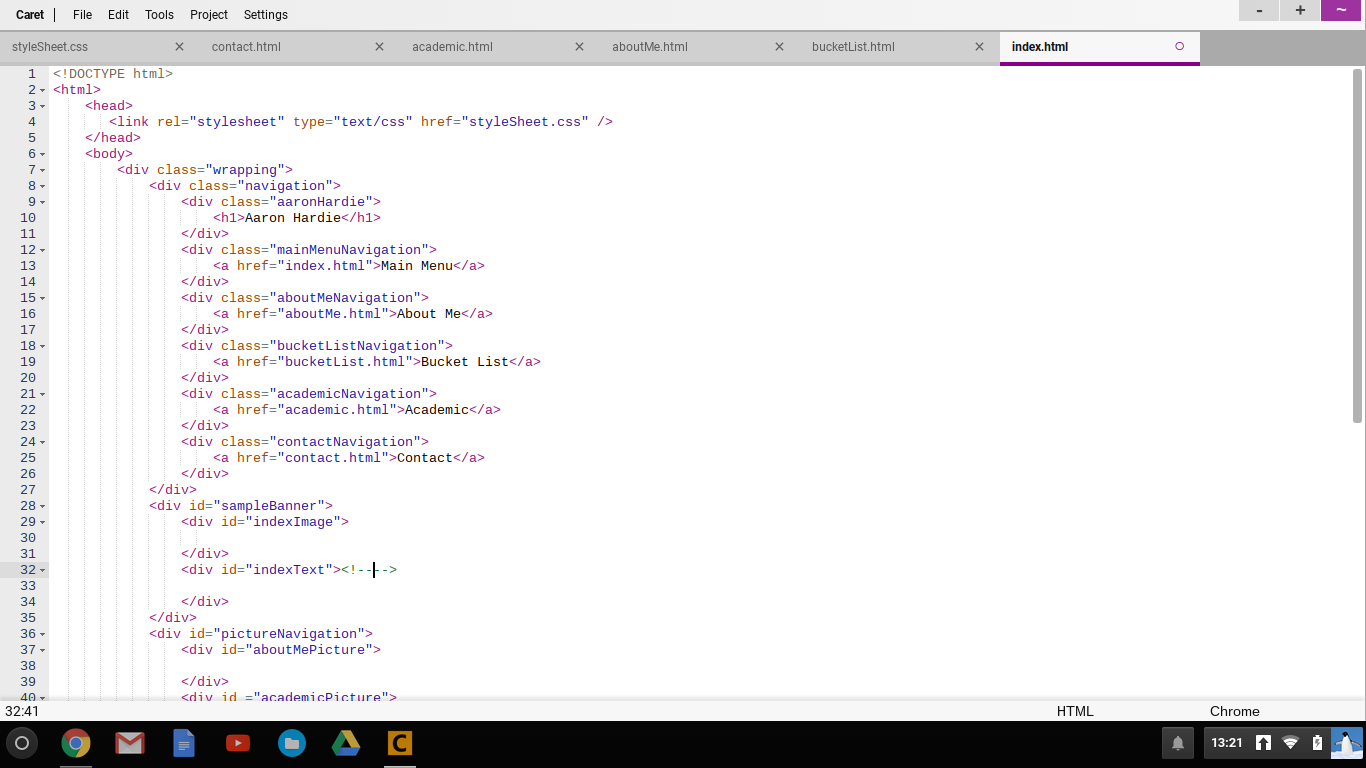 Caret | File Edit Tools Project Settings - + ~
styleSheet.css × contact.html × academic.html × aboutMe.html × bucketList.html × index.html ○
1 <!DOCTYPE html>
2 <html>
3 <head>
4 <link rel="stylesheet" type="text/css" href="styleSheet.css" />
5 </head>
6 <body>
7 <div class="wrapping">
8 <div class="navigation">
9 <div class="aaronHardie">
10 <h1>Aaron Hardie</h1>
11 </div>
12 <div class="mainMenuNavigation">
13 <a href="index.html">Main Menu</a>
14 </div>
15 <div class="aboutMeNavigation">
16 <a href="aboutMe.html">About Me</a>
17 </div>
18 <div class="bucketListNavigation">
19 <a href="bucketList.html">Bucket List</a>
20 </div>
21 <div class="academicNavigation">
22 <a href="academic.html">Academic</a>
23 </div>
24 <div class="contactNavigation">
25 <a href="contact.html">Contact</a>
26 </div>
27 </div>
28 <div id="sampleBanner">
29 <div id="indexImage">
30
31 </div>
32 <div id="indexText"><!---->
33
34 </div>
35 </div>
36 <div id="pictureNavigation">
37 <div id="aboutMePicture">
38
39 </div>
40 <div id ="academicPicture">
32:41 HTML Chrome
C 13:21